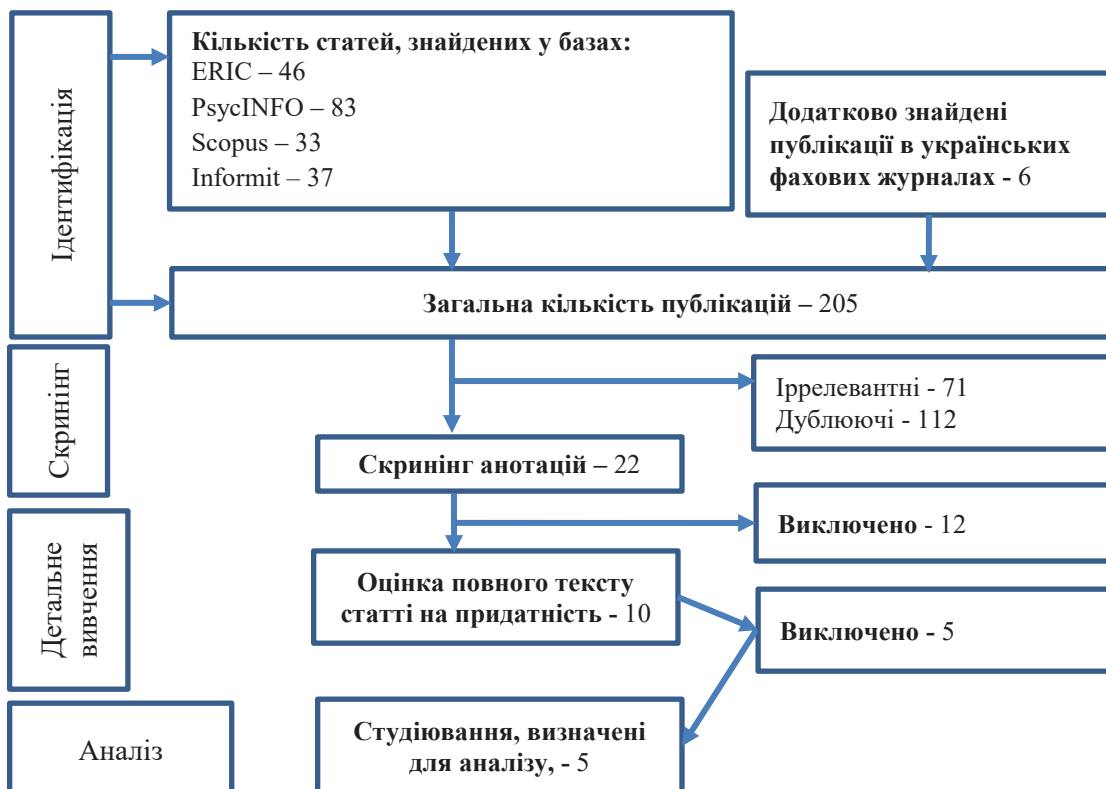 Ідентифікація
Кількість статей, знайдених у базах:
ERIC – 46
PsycINFO – 83
Scopus – 33
Informit – 37
Додатково знайдені
публікації в українських
фахових журналах - 6
Загальна кількість публікацій – 205
Скринінг
Іррелевантні - 71
Дублюючі - 112
Скринінг анотацій – 22
Виключено - 12
Детальне
вивчення
Оцінка повного тексту
статті на придатність - 10
Виключено - 5
Аналіз
Студіювання, визначені
для аналізу, - 5